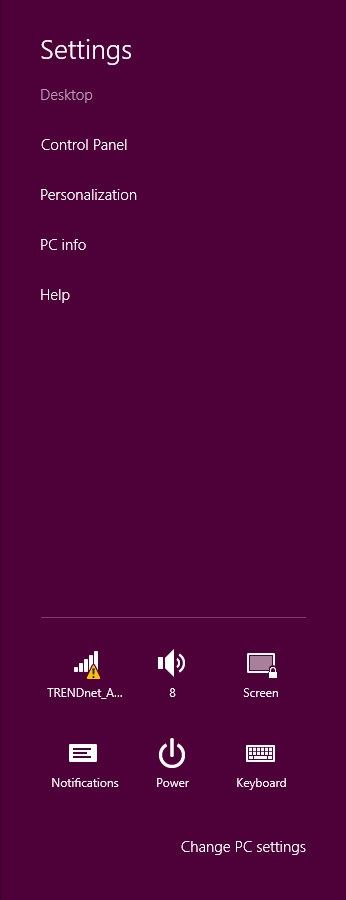 Settings
Desktop
Control Panel
Personalization
PC info
Help
TRENDnet_A...
8
Screen
Notifications
Power
Keyboard
Change PC settings